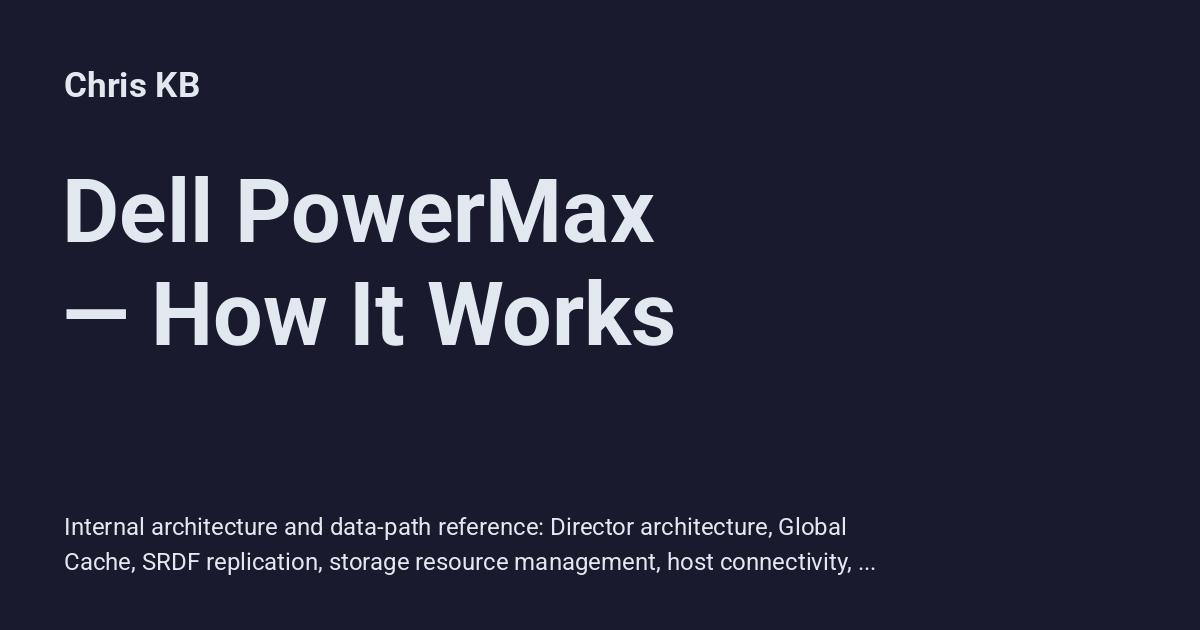 Chris KB
Dell PowerMax
— How It Works
Internal architecture and data-path reference: Director architecture, Global
Cache, SRDF replication, storage resource management, host connectivity, ...